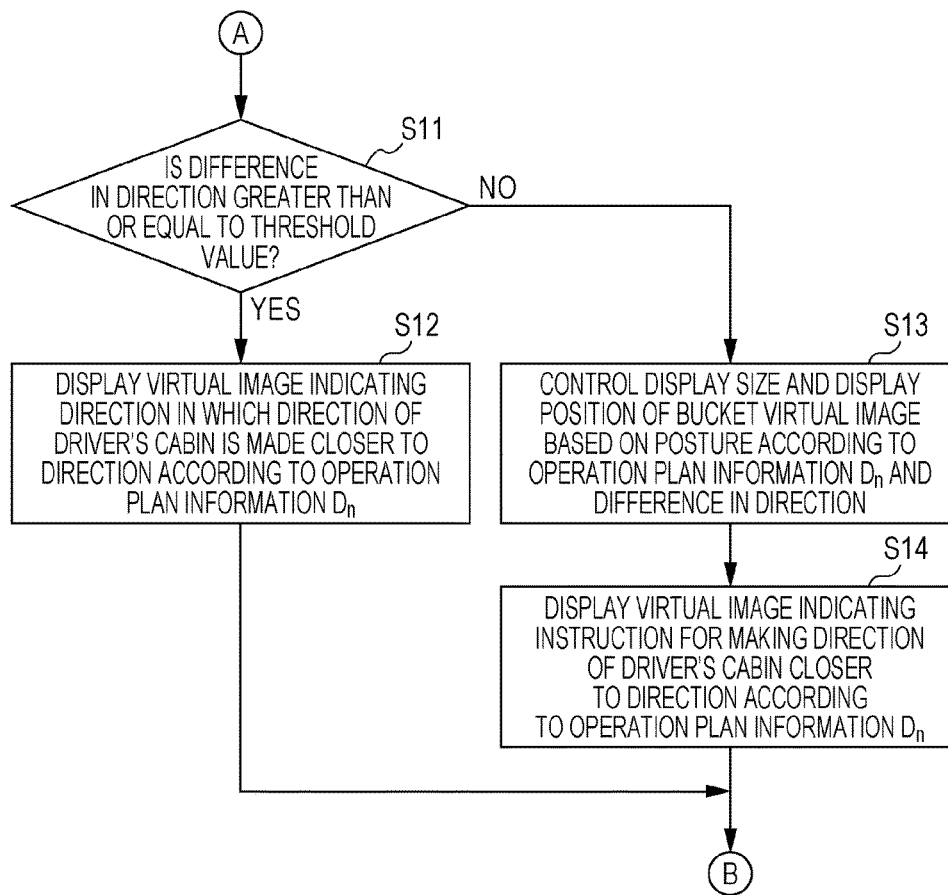 A
S11
IS DIFFERENCE
IN DIRECTION GREATER THAN
OR EQUAL TO THRESHOLD
VALUE?
NO
YES
S12
DISPLAY VIRTUAL IMAGE INDICATING
DIRECTION IN WHICH DIRECTION OF
DRIVER'S CABIN IS MADE CLOSER TO
DIRECTION ACCORDING TO OPERATION
PLAN INFORMATION Dn
S13
CONTROL DISPLAY SIZE AND DISPLAY
POSITION OF BUCKET VIRTUAL IMAGE
BASED ON POSTURE ACCORDING TO
OPERATION PLAN INFORMATION Dn AND
DIFFERENCE IN DIRECTION
S14
DISPLAY VIRTUAL IMAGE INDICATING
INSTRUCTION FOR MAKING DIRECTION
OF DRIVER'S CABIN CLOSER
TO DIRECTION ACCORDING
TO OPERATION PLAN INFORMATION Dn
B